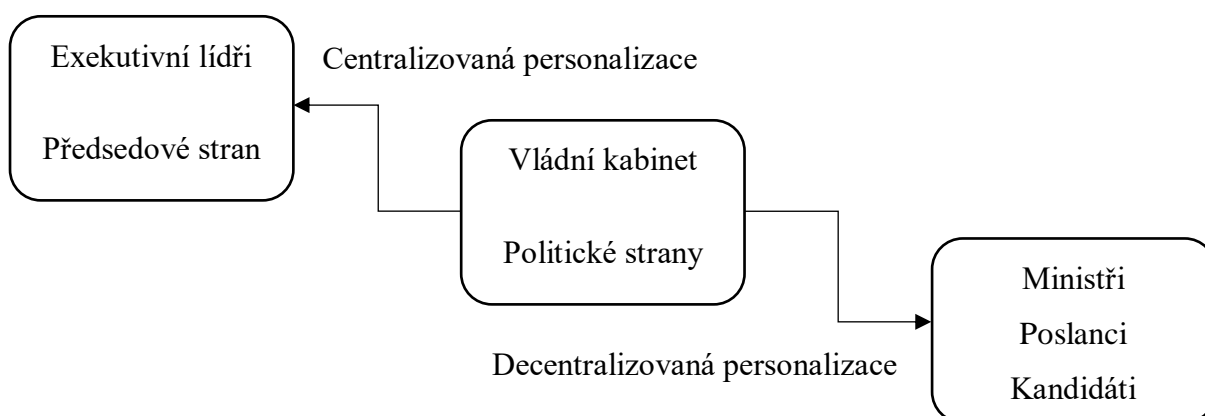 Exekutivní lídři
Předsedové stran
Centralizovaná personalizace
Vládní kabinet
Politické strany
Decentralizovaná personalizace
Ministři
Poslanci
Kandidáti